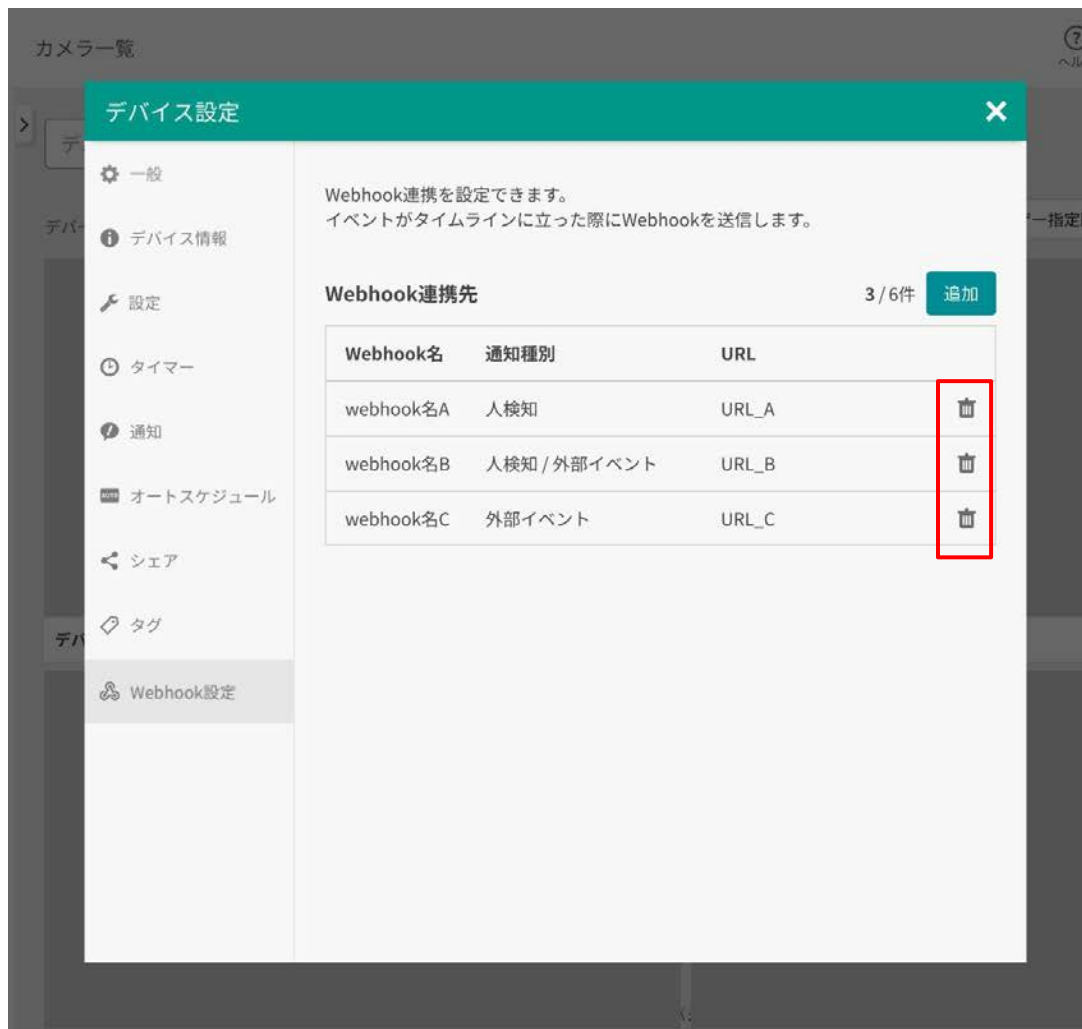 カメラ一覧
デバイス設定
一般
デバイス情報
設定
タイマー
通知
AUTO オートスケジュール
シェア
タグ
Webhook設定
Webhook連携を設定できます。
イベントがタイムラインに立った際にWebhookを送信します。
Webhook連携先 3 / 6件 追加
Webhook名 通知種別 URL
webhook名A 人検知 URL_A
webhook名B 人検知 / 外部イベント URL_B
webhook名C 外部イベント URL_C